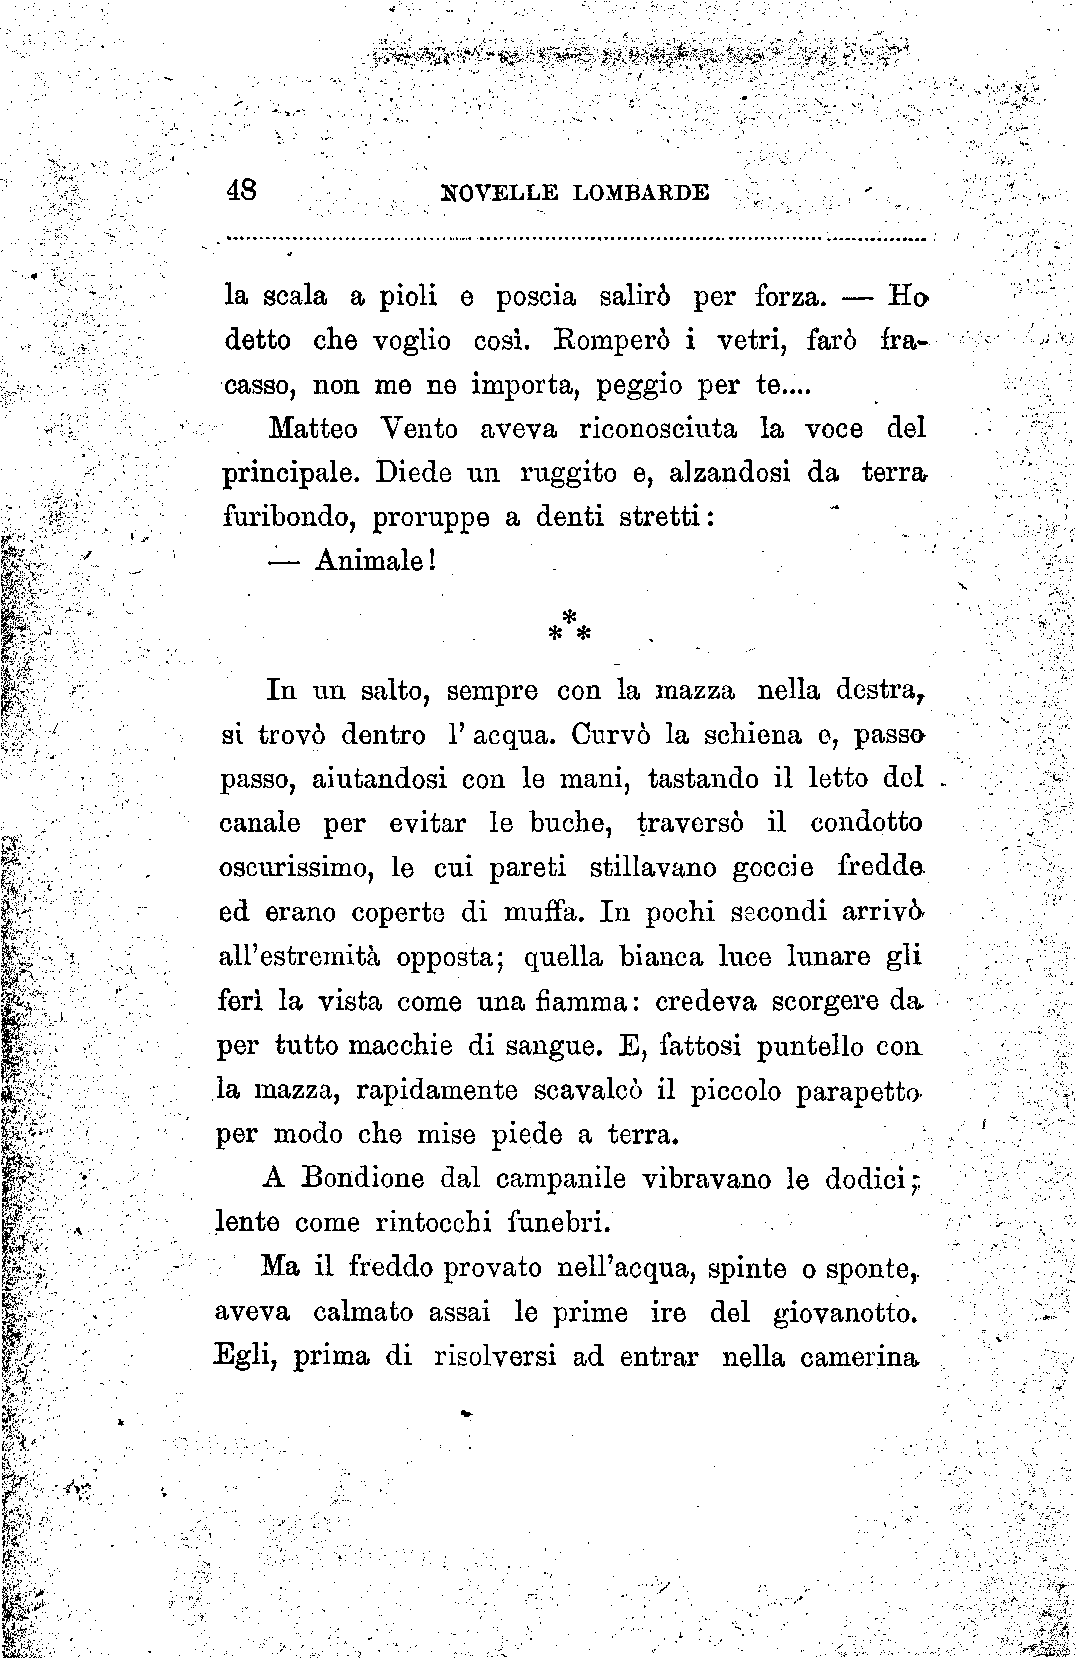 48 NOVELLE LOMBARDE
la scala a pioli e poscia salirò per forza. — Ho
detto che voglio così. Romperò i vetri, farò fra-
casso, non me ne importa, peggio per te....
Matteo Vento aveva riconosciuta la voce del
principale. Diede un ruggito e, alzandosi da terra
furibondo, proruppe a denti stretti:
— Animale!
***
In un salto, sempre con la mazza nella destra,
si trovò dentro l' acqua. Curvò la schiena e, passo
passo, aiutandosi con le mani, tastando il letto del
canale per evitar le buche, traversò il condotto
oscurissimo, le cui pareti stillavano goccie fredde
ed erano coperte di muffa. In pochi secondi arrivò
all'estremità opposta; quella bianca luce lunare gli
ferì la vista come una fiamma: credeva scorgere da
per tutto macchie di sangue. E, fattosi puntello con
la mazza, rapidamente scavalcò il piccolo parapetto
per modo che mise piede a terra.
A Bondione dal campanile vibravano le dodici;
lente come rintocchi funebri.
Ma il freddo provato nell'acqua, spinte o sponte,
aveva calmato assai le prime ire del giovanotto.
Egli, prima di risolversi ad entrar nella camerina